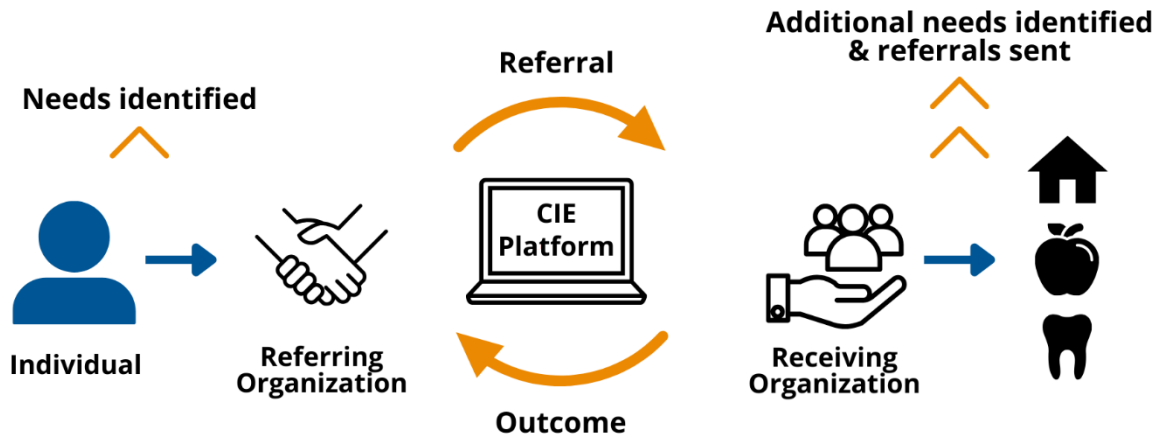 Additional needs identified
& referrals sent
Referral
Needs identified
CIE
Platform
Individual
Referring
Organization
Receiving
Organization
Outcome